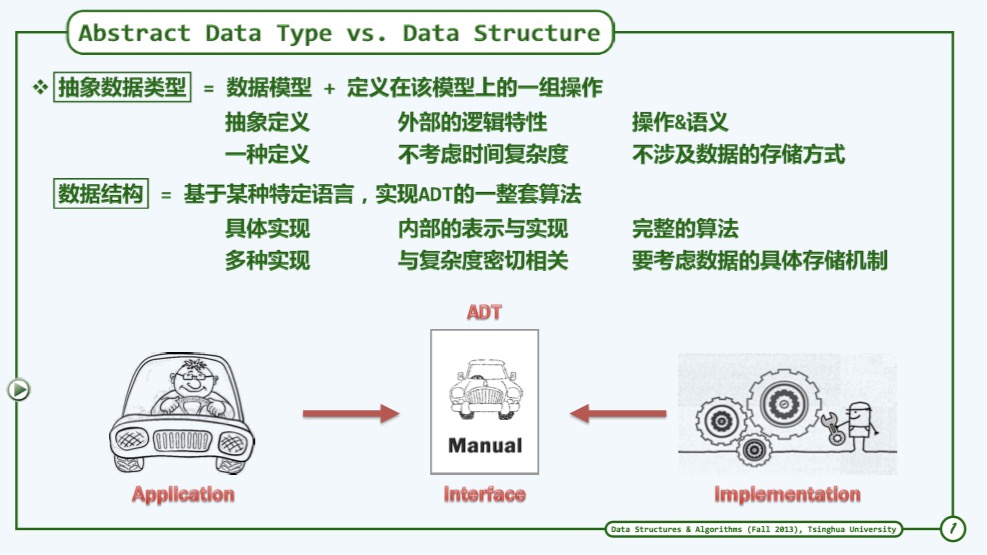 Abstract Data Type vs. Data Structure
❖ 抽象数据类型 = 数据模型 + 定义在该模型上的一组操作
抽象定义 外部的逻辑特性 操作&语义
一种定义 不考虑时间复杂度 不涉及数据的存储方式
数据结构 = 基于某种特定语言，实现ADT的一整套算法
具体实现 内部的表示与实现 完整的算法
多种实现 与复杂度密切相关 要考虑数据的具体存储机制
ADT
Manual
Application Interface Implementation
Data Structures & Algorithms (Fall 2013), Tsinghua University
1